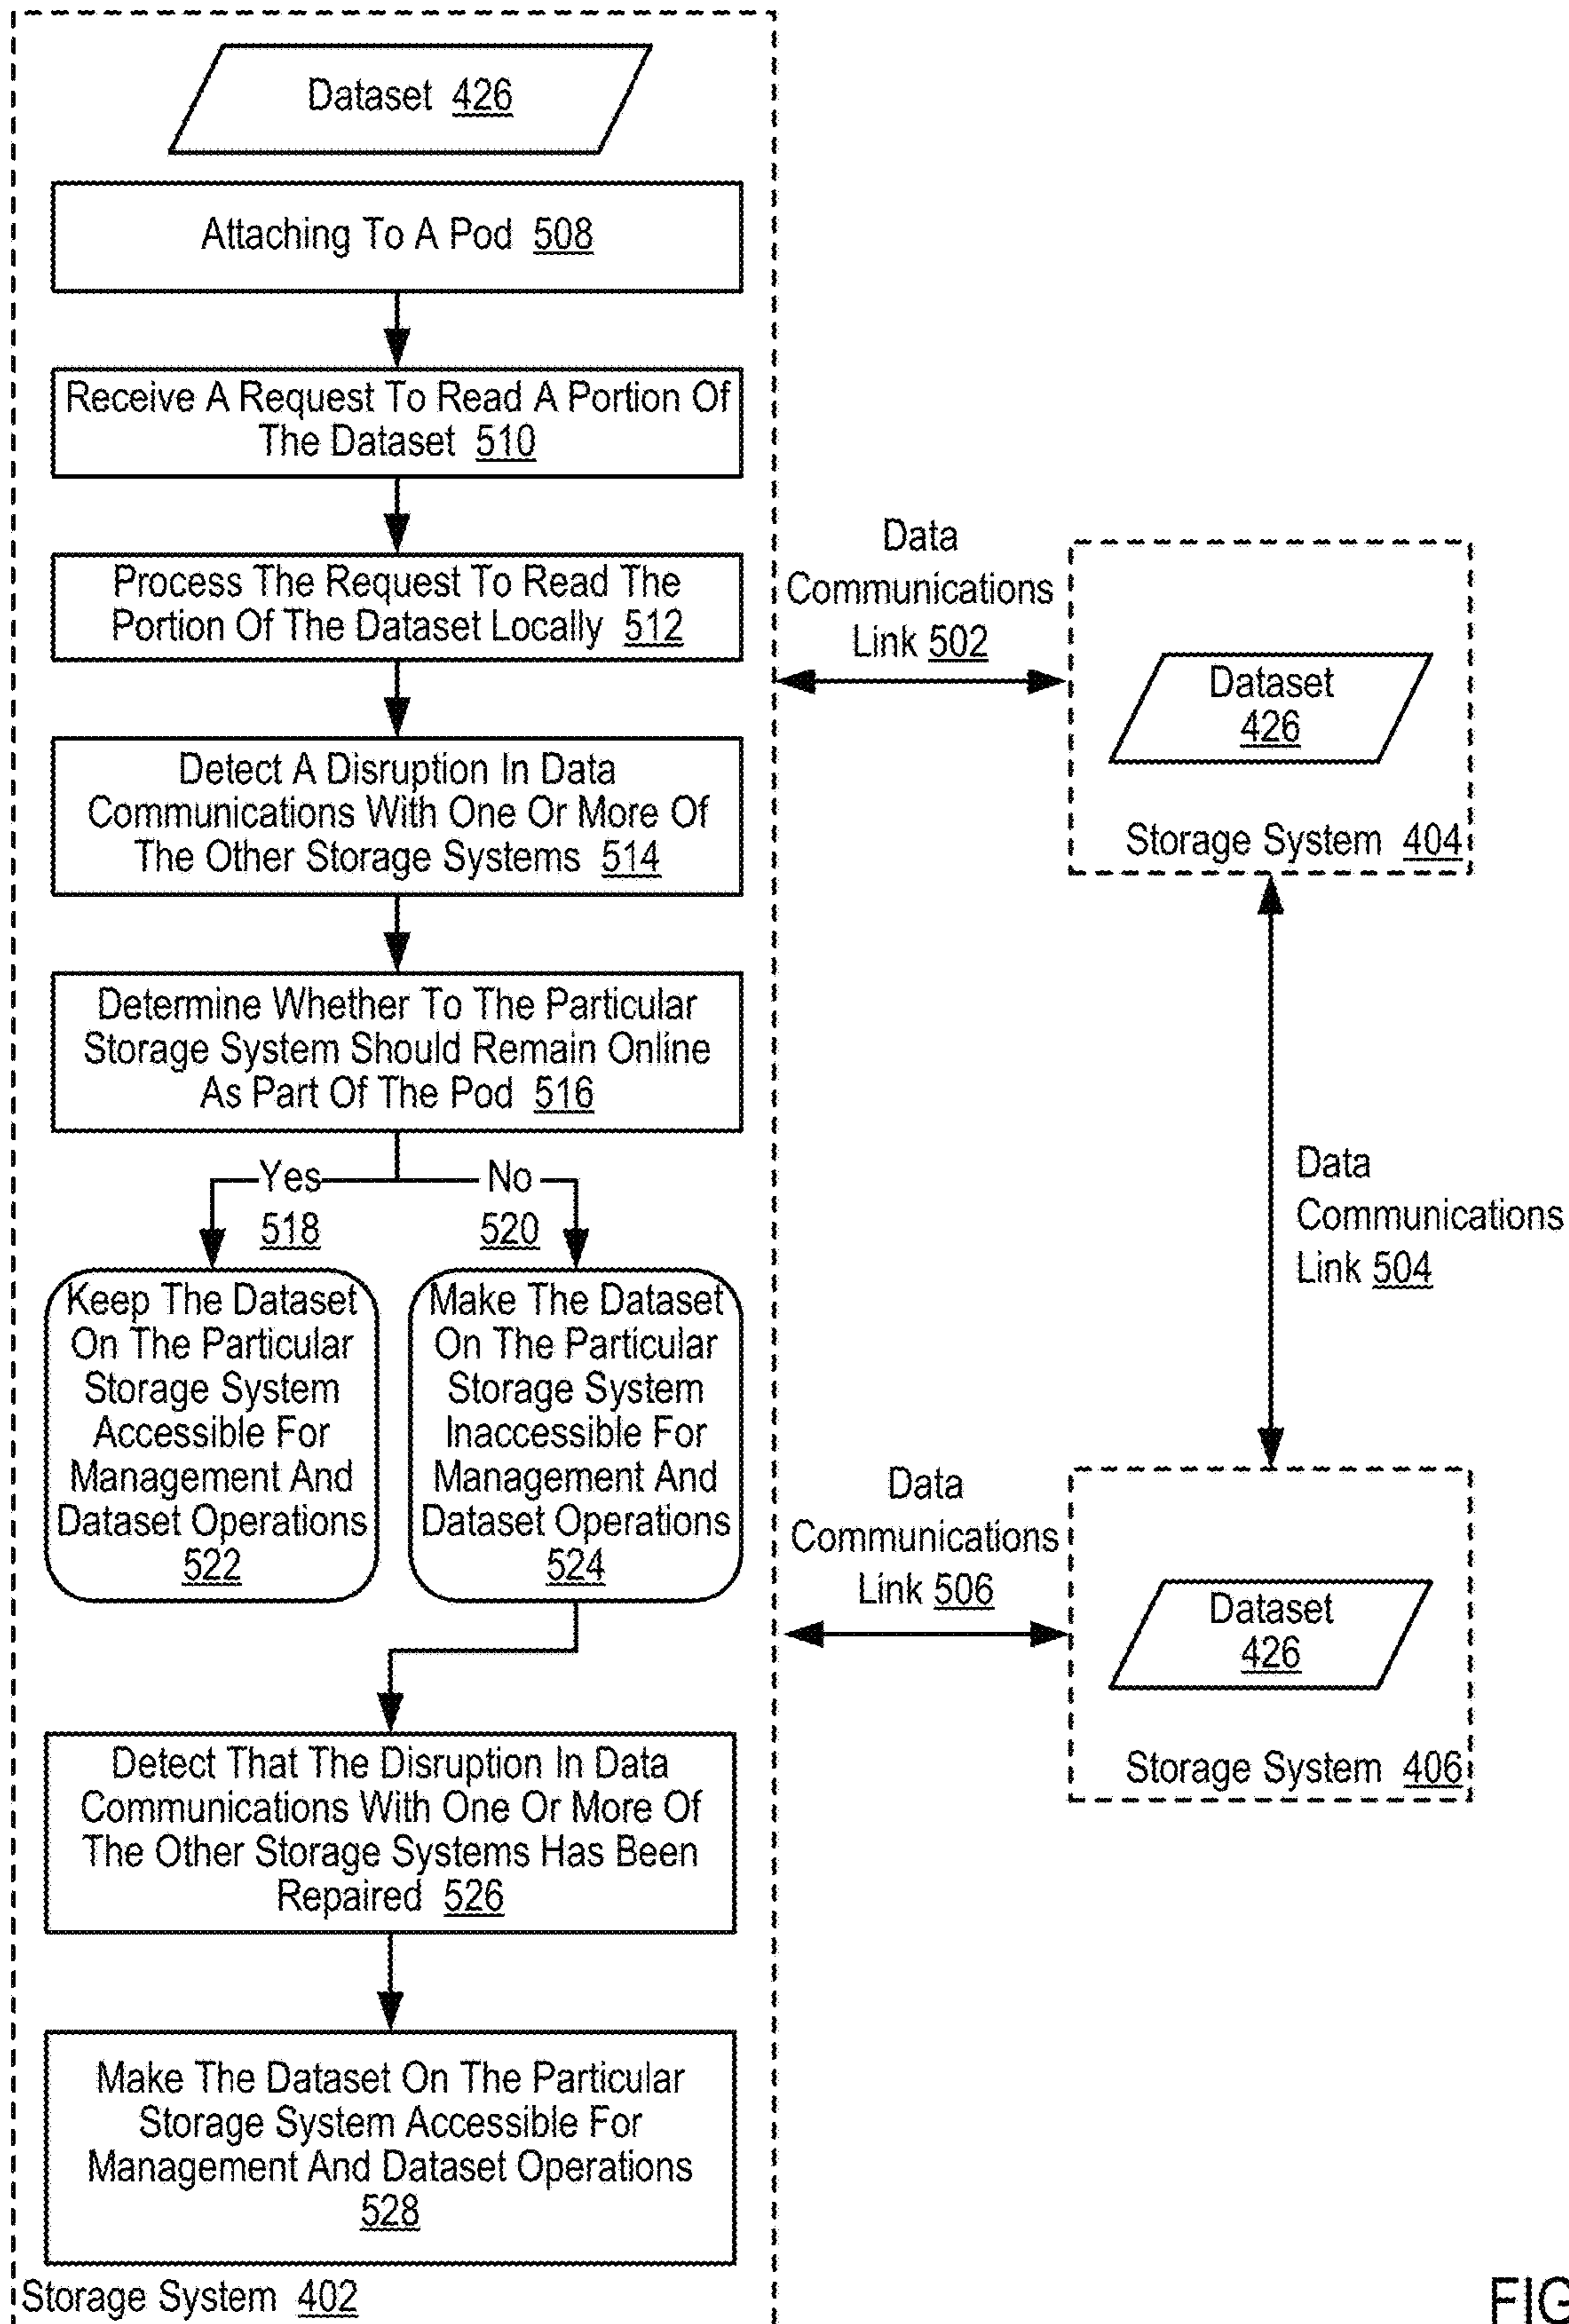 Dataset 426
Attaching To A Pod 508
Receive A Request To Read A Portion Of
The Dataset 510
Process The Request To Read The
Portion Of The Dataset Locally 512
Detect A Disruption In Data
Communications With One Or More Of
The Other Storage Systems 514
Determine Whether To The Particular
Storage System Should Remain Online
As Part Of The Pod 516
Yes
518
No
520
Keep The Dataset
On The Particular
Storage System
Accessible For
Management And
Dataset Operations
522
Make The Dataset
On The Particular
Storage System
Inaccessible For
Management And
Dataset Operations
524
Detect That The Disruption In Data
Communications With One Or More Of
The Other Storage Systems Has Been
Repaired 526
Make The Dataset On The Particular
Storage System Accessible For
Management And Dataset Operations
528
Storage System 402
Data
Communications
Link 502
Dataset
426
Storage System 404
Data
Communications
Link 504
Data
Communications
Link 506
Dataset
426
Storage System 406
FIG